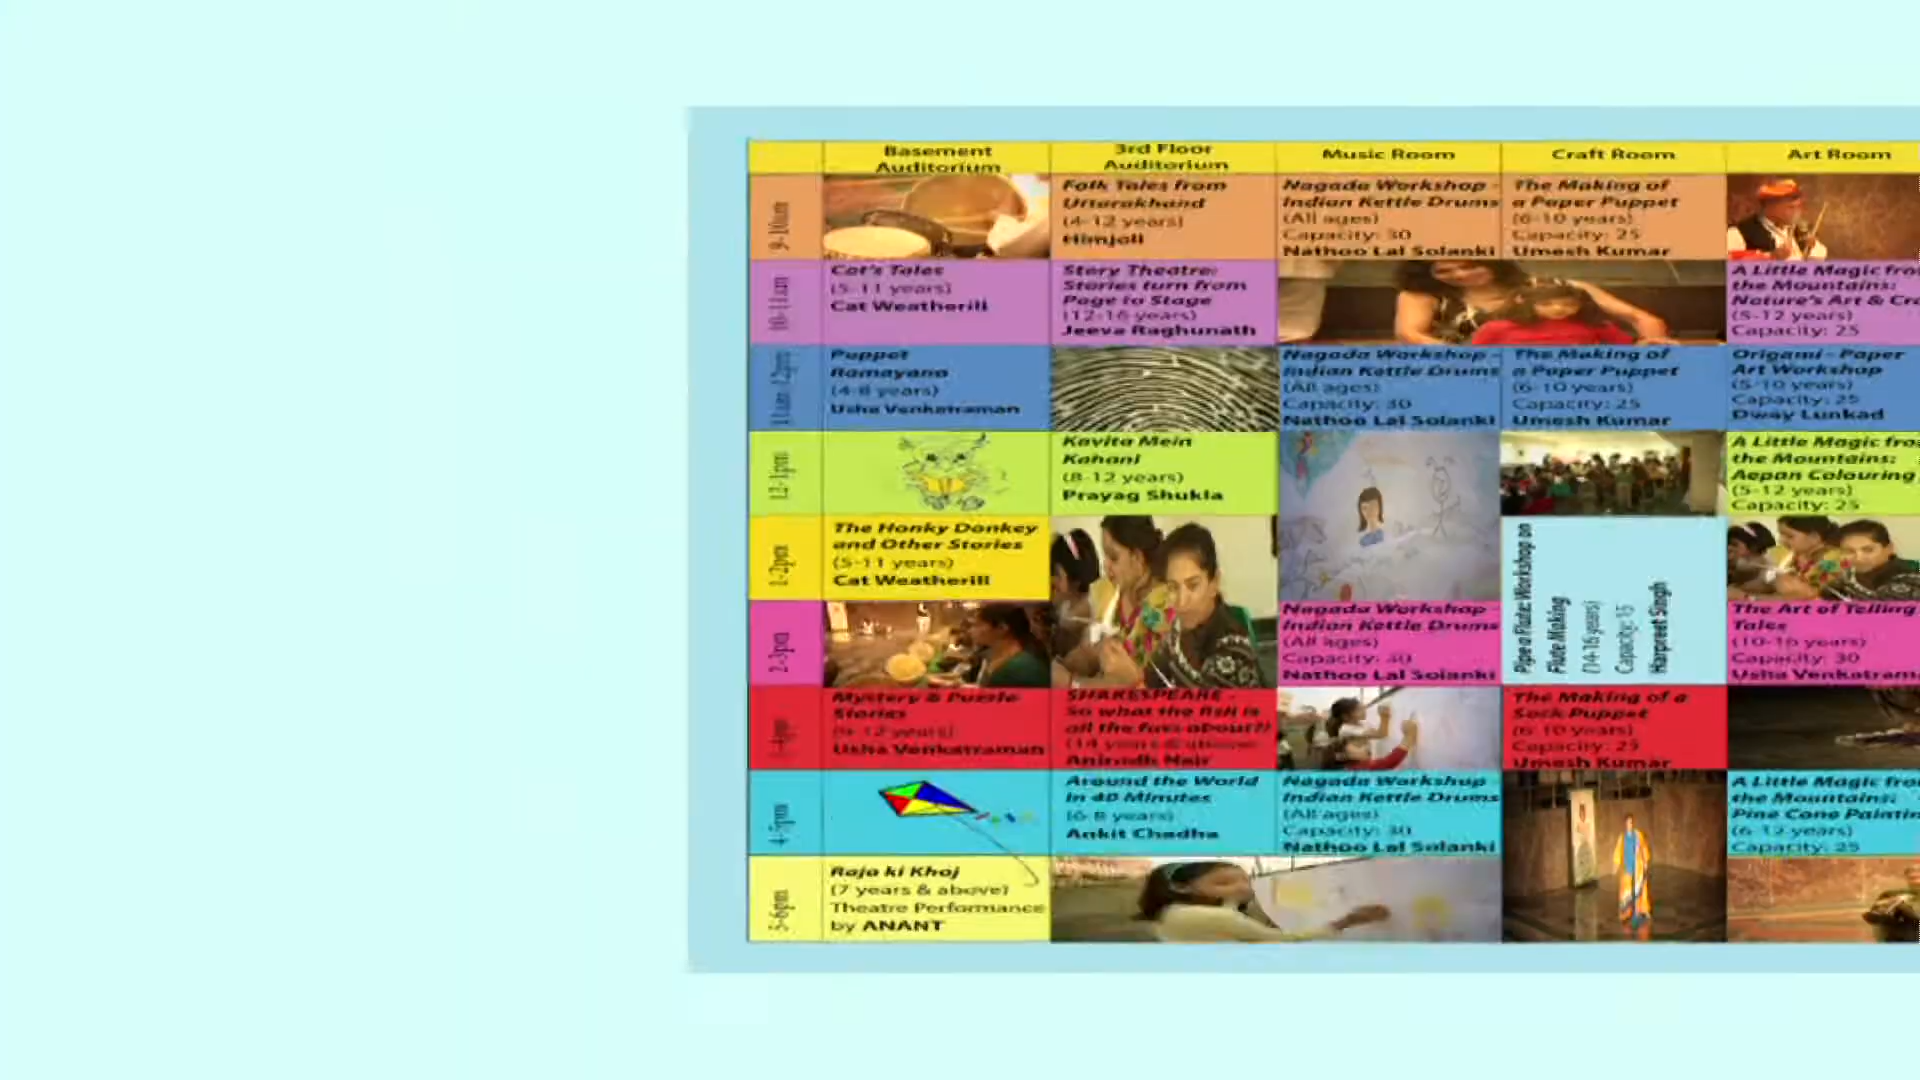 Basement
Auditorium
3rd Floor
Auditorium
Music Room
Craft Room
Art Room
9-10am
Folk Tales from
Uttarakhand
(4-12 years)
Himjoli
Nagada Workshop -
Indian Kettle Drums
(All ages)
Capacity: 30
Nathoo Lal Solanki
The Making of
a Paper Puppet
(6-10 years)
Capacity: 25
Umesh Kumar
10-11am
Cat's Tales
(5-11 years)
Cat Weatherill
Story Theatre:
Stories turn from
Page to Stage
(12-16 years)
Jeeva Raghunath
A Little Magic fro
the Mountains:
Nature's Art & Cra
(5-12 years)
Capacity: 25
11am-12pm
Puppet
Ramayana
(4-8 years)
Usha Venkatraman
Nagada Workshop -
Indian Kettle Drums
(All ages)
Capacity: 30
Nathoo Lal Solanki
The Making of
a Paper Puppet
(6-10 years)
Capacity: 25
Umesh Kumar
Origami - Paper
Art Workshop
(5-10 years)
Capacity: 25
Dway Lunkad
12-1pm
Kavita Mein
Kahani
(8-12 years)
Prayag Shukla
A Little Magic fro
the Mountains:
Aepan Colouring
(5-12 years)
Capacity: 25
1-2pm
The Honky Donkey
and Other Stories
(5-11 years)
Cat Weatherill
Pipe a Flute: Workshop on
Flute Making
(14-16 years)
Capacity: 15
Harpreet Singh
2-3pm
Nagada Workshop -
Indian Kettle Drums
(All ages)
Capacity: 30
Nathoo Lal Solanki
The Art of Telling
Tales
(10-16 years)
Capacity: 30
Usha Venkatrama
3-4pm
Mystery & Puzzle
Stories
(9-12 years)
Usha Venkatraman
SHAKESPEARE -
So what the fish is
all the fuss about?!
(14 years & above)
Anirudh Nair
The Making of a
Sock Puppet
(6-10 years)
Capacity: 25
Umesh Kumar
4-5pm
Around the World
in 40 Minutes
(6-8 years)
Ankit Chadha
Nagada Workshop
Indian Kettle Drums
(All ages)
Capacity: 30
Nathoo Lal Solanki
A Little Magic fro
the Mountains:
Pine Cone Paintin
(6-12 years)
Capacity: 25
5-6pm
Raja ki Khoj
(7 years & above)
Theatre Performance
by ANANT